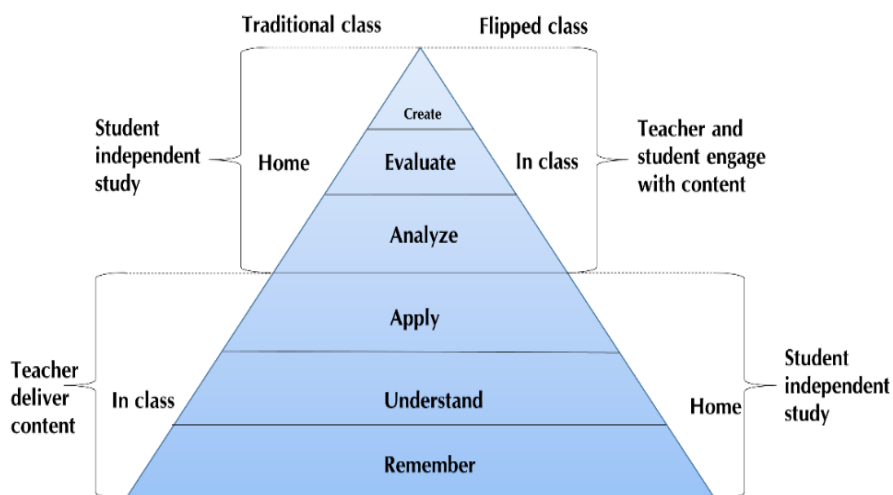 Traditional class
Flipped class
Create
Student
independent
study
Home
Evaluate
In class
Teacher and
student engage
with content
Analyze
Apply
Teacher
deliver
content
In class
Understand
Home
Student
independent
study
Remember